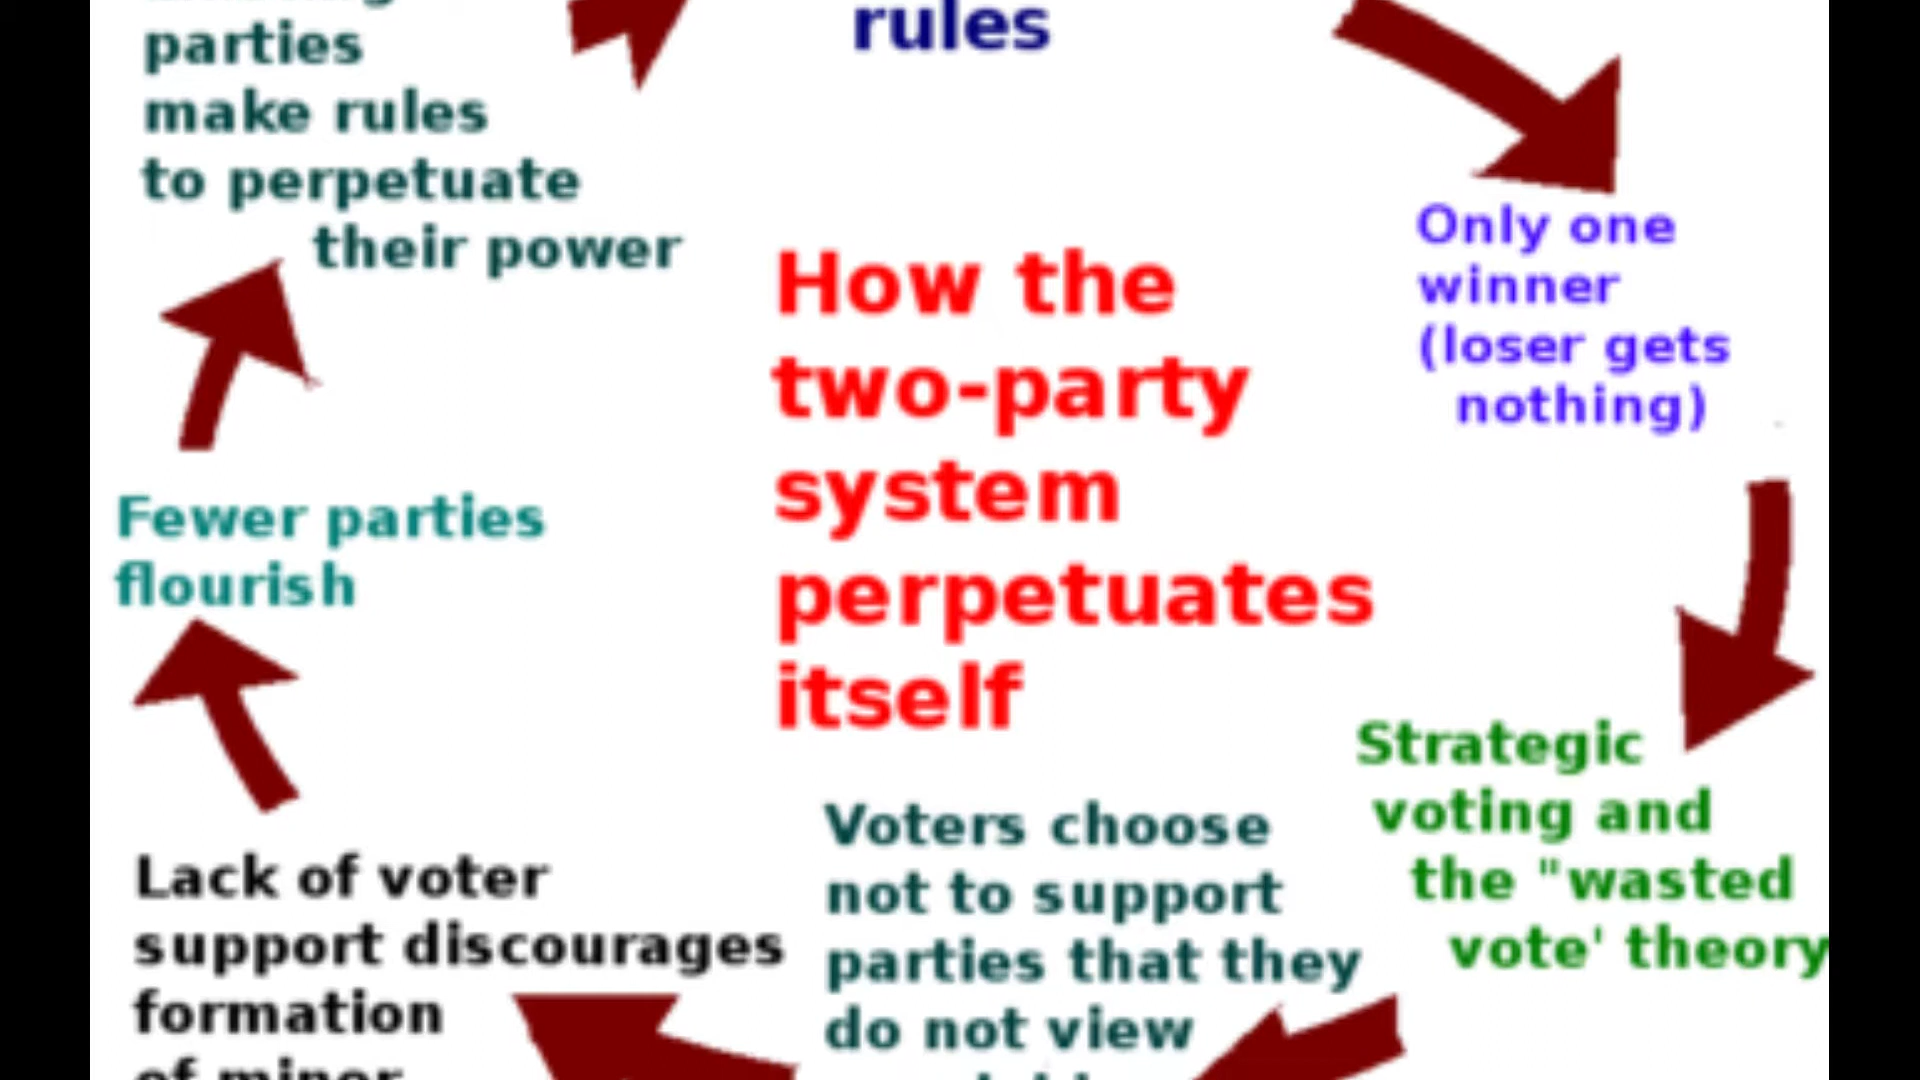 parties
make rules
to perpetuate
their power
rules
Only one
winner
(loser gets
nothing)
How the
two-party
system
perpetuates
itself
Strategic
voting and
the "wasted
vote' theory
Voters choose
not to support
parties that they
do not view
Lack of voter
support discourages
formation
of minor
Fewer parties
flourish